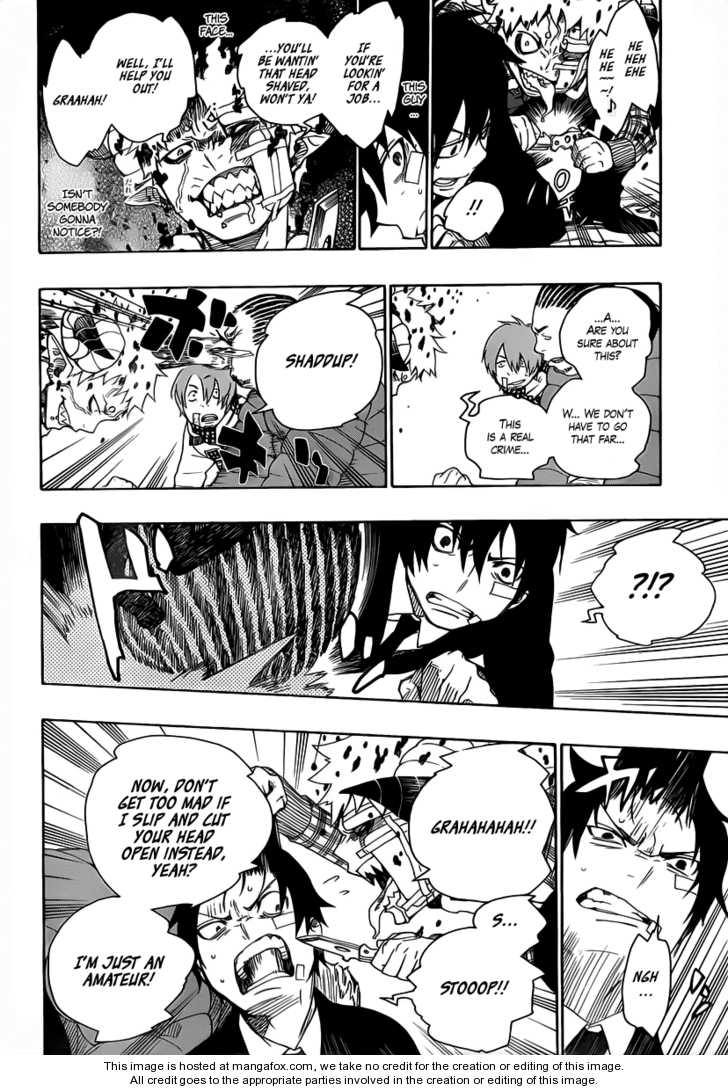 HE HEH
HE EHE
~~!♪
!!
THIS
GUY
...
IF
YOU'RE
LOOKIN'
FOR A
JOB...
...YOU'LL
BE WANTIN'
THAT HEAD
SHAVED,
WON'T YA!
THIS
FACE...
WELL, I'LL
HELP YOU
OUT!
GRAAHAH!
ISN'T
SOMEBODY
GONNA
NOTICE?!
...A...
ARE YOU
SURE ABOUT
THIS?
W... WE DON'T
HAVE TO GO
THAT FAR...
THIS
IS A REAL
CRIME...
SHADDUP!
ボ
ガ
?!?
ド
NGH
...
GRAHAHAHAH!!
S...
STOOOP!!
NOW, DON'T
GET TOO MAD IF
I SLIP AND CUT
YOUR HEAD
OPEN INSTEAD,
YEAH?
I'M JUST AN
AMATEUR!
This image is hosted at mangafox.com, we take no credit for the creation or editing of this image.
All credit goes to the appropriate parties involved in the creation or editing of this image.